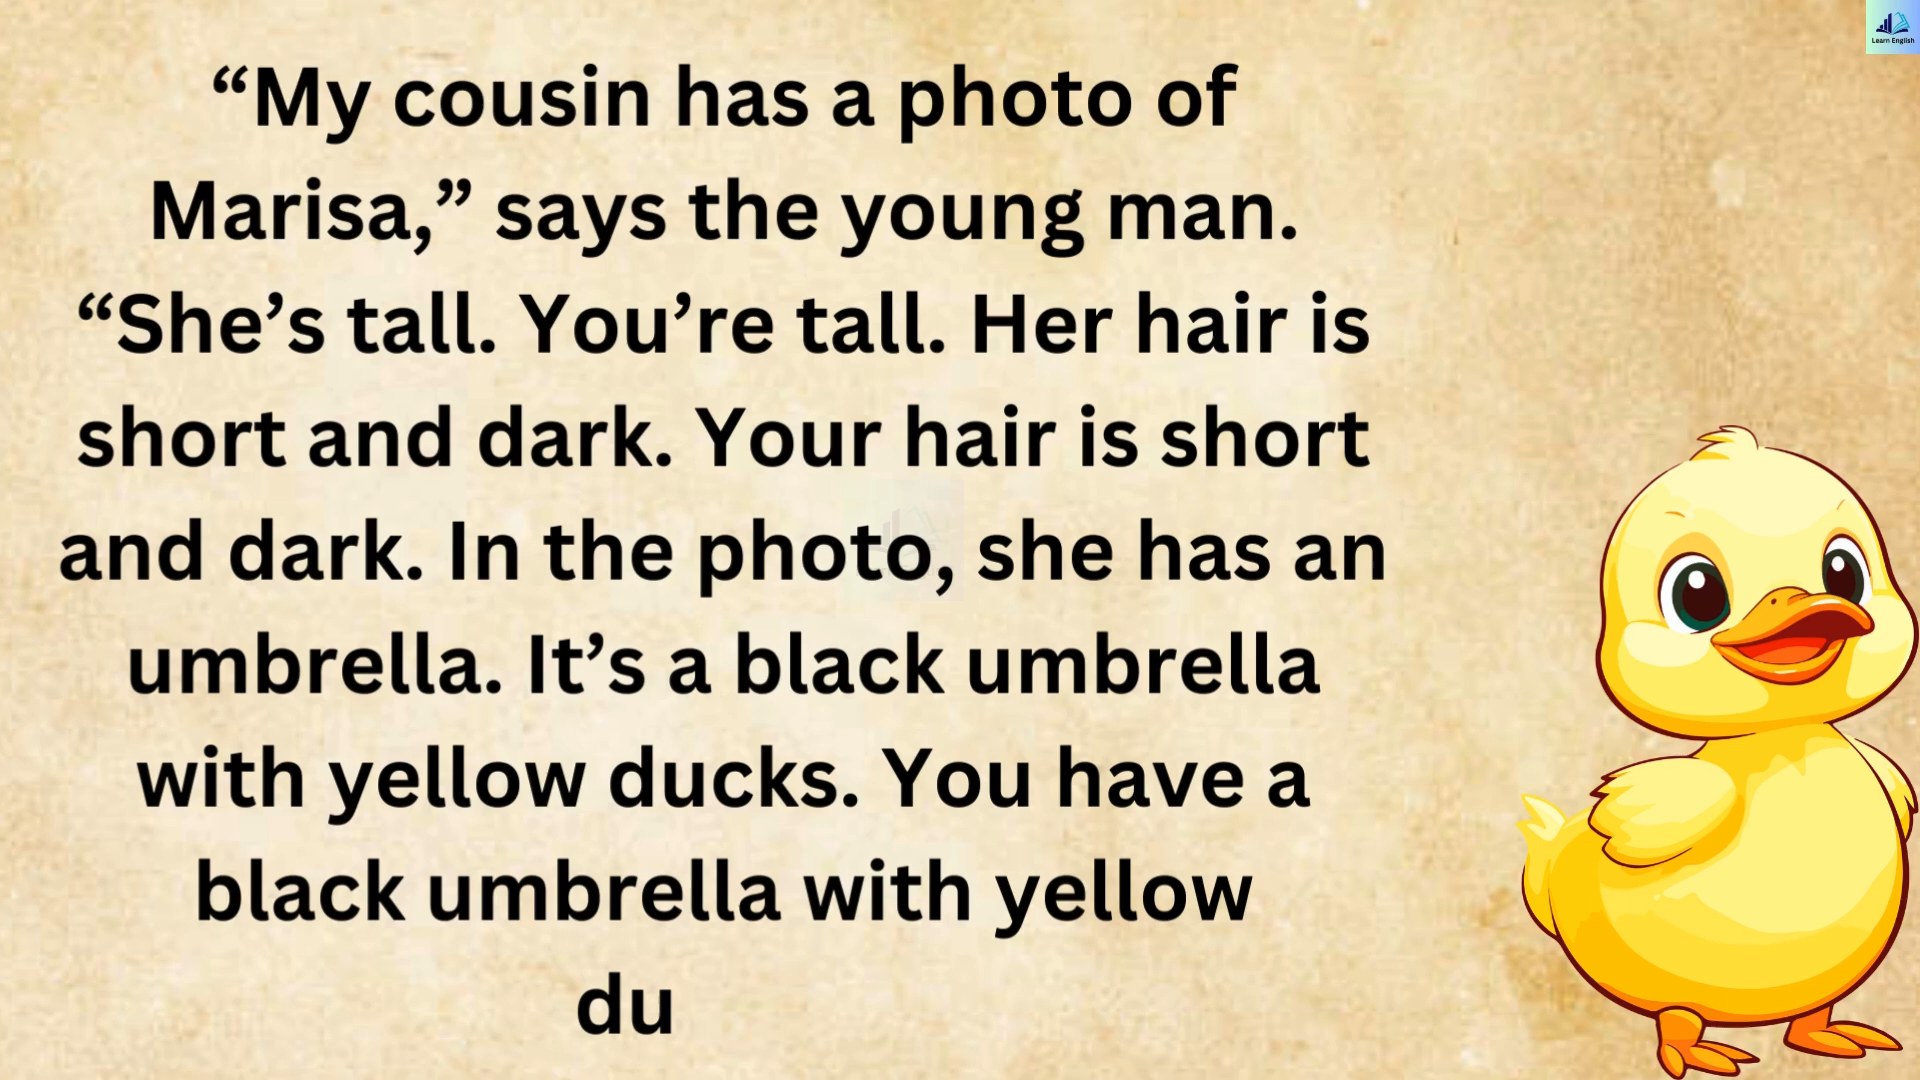 “My cousin has a photo of
Marisa,” says the young man.
“She’s tall. You’re tall. Her hair is
short and dark. Your hair is short
and dark. In the photo, she has an
umbrella. It’s a black umbrella
with yellow ducks. You have a
black umbrella with yellow
du
Learn English